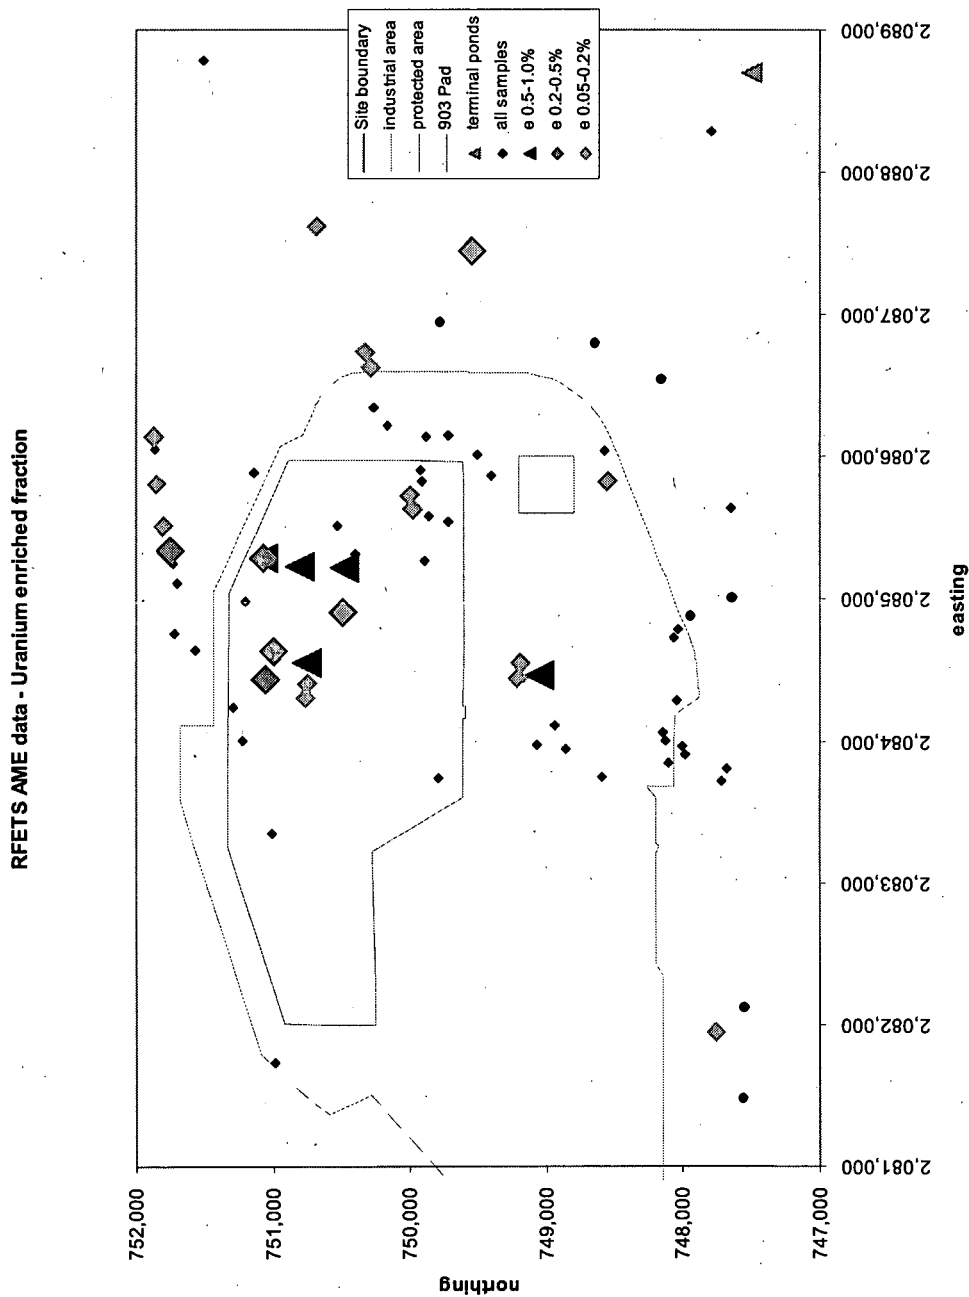 RFETS AME data - Uranium enriched fraction
Site boundary
industrial area
protected area
903 Pad
terminal ponds
all samples
e 0.5-1.0%
e 0.2-0.5%
e 0.05-0.2%
northing
752,000
751,000
750,000
749,000
748,000
747,000
2,081,000
2,082,000
2,083,000
2,084,000
2,085,000
2,086,000
2,087,000
2,088,000
2,089,000
easting